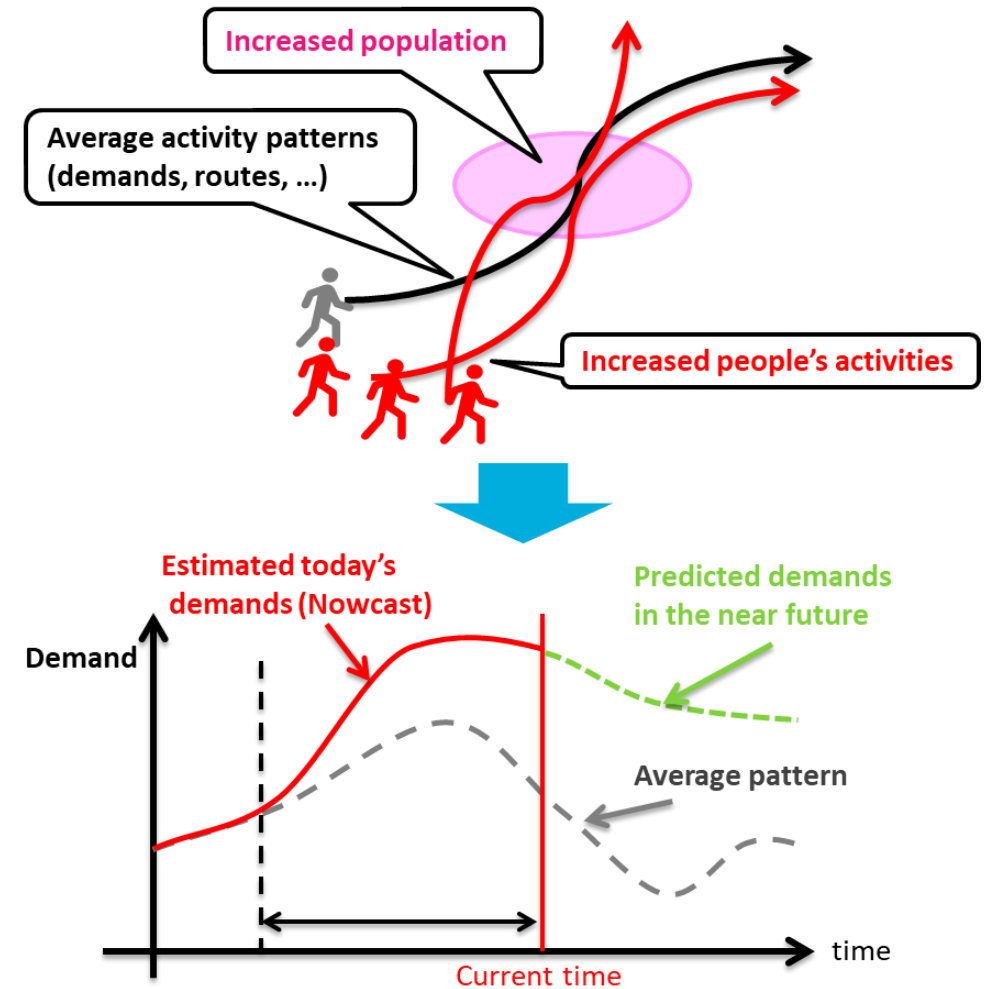 Increased population
Average activity patterns
(demands, routes, ...)
Increased people's activities
Estimated today's
demands (Nowcast)
Predicted demands
in the near future
Demand
Average pattern
time
Current time